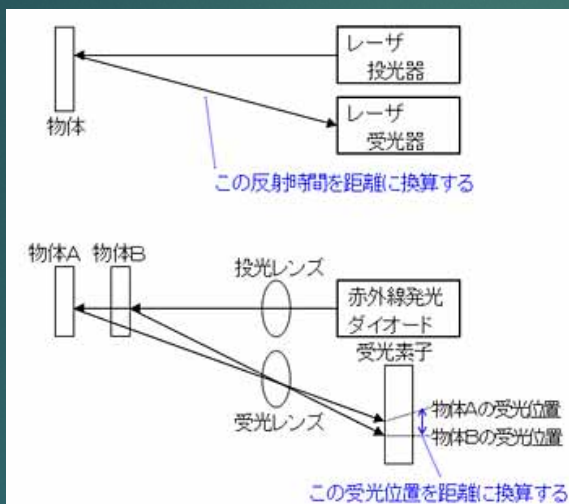 レーザ
投光器
物体
レーザ
受光器
この反射時間を距離に換算する
物体A 物体B
投光レンズ
赤外線発光
ダイオード
受光素子
受光レンズ
物体Aの受光位置
物体Bの受光位置
この受光位置を距離に換算する